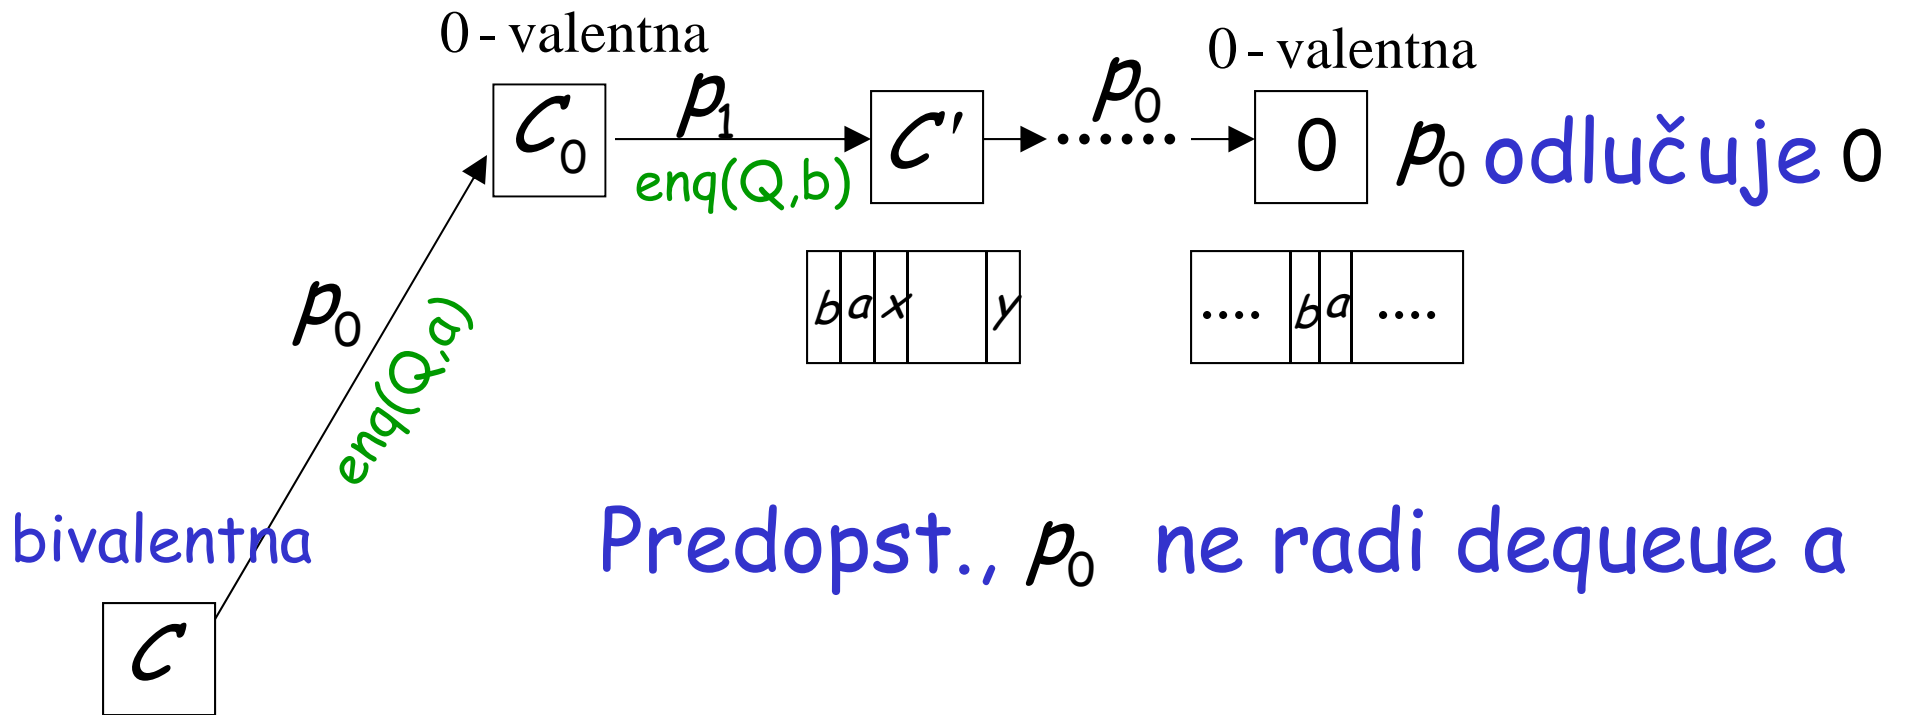 0 - valentna
0 - valentna
C₀
p₁
enq(Q,b)
C'
p₀
......
0
p₀ odlučuje 0
b a x y
.... b a ....
p₀
enq(Q,a)
bivalentna
Predopst., p₀ ne radi dequeue a
C